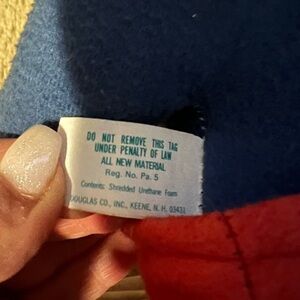 DO NOT REMOVE THIS TAG
UNDER PENALTY OF LAW
ALL NEW MATERIAL
Reg. No. Pa. 5
Contents: Shredded Urethane Foam
DOUGLAS CO., INC., KEENE, N. H. 03431